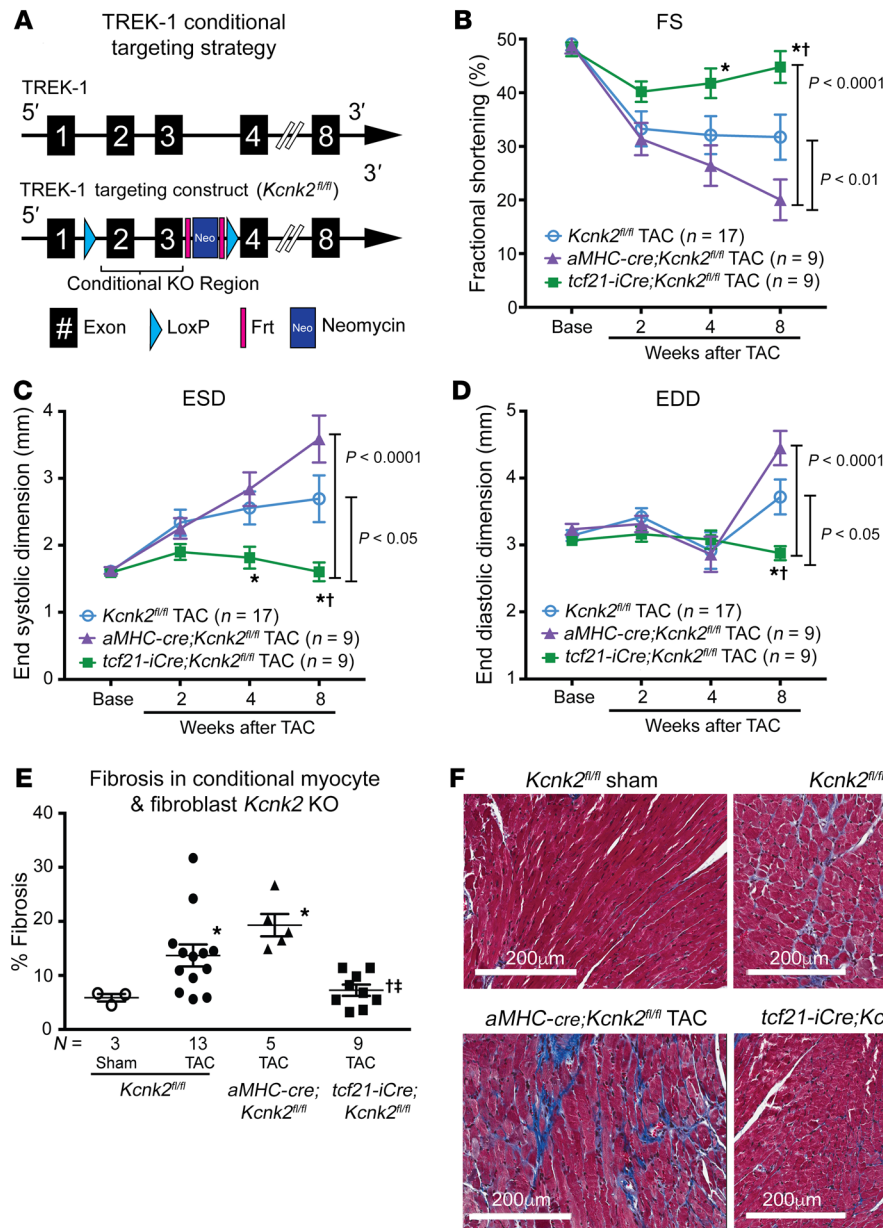 A
TREK-1 conditional
targeting strategy
TREK-1
5′
3′
1
2
3
4
8
3′
TREK-1 targeting construct (Kcnk2fl/fl)
5′
1
2
3
Neo
4
8
Conditional KO Region
# Exon
LoxP
Frt
Neo Neomycin
B
FS
Fractional shortening (%)
50
40
30
20
10
0
*
*†
P < 0.0001
P < 0.01
Kcnk2fl/fl TAC (n = 17)
aMHC-cre;Kcnk2fl/fl TAC (n = 9)
tcf21-iCre;Kcnk2fl/fl TAC (n = 9)
Base 2 4 8
Weeks after TAC
C
ESD
End systolic dimension (mm)
4
3
2
1
0
P < 0.0001
P < 0.05
*
*†
Kcnk2fl/fl TAC (n = 17)
aMHC-cre;Kcnk2fl/fl TAC (n = 9)
tcf21-iCre;Kcnk2fl/fl TAC (n = 9)
Base 2 4 8
Weeks after TAC
D
EDD
End diastolic dimension (mm)
5
4
3
2
1
P < 0.0001
P < 0.05
*†
Kcnk2fl/fl TAC (n = 17)
aMHC-cre;Kcnk2fl/fl TAC (n = 9)
tcf21-iCre;Kcnk2fl/fl TAC (n = 9)
Base 2 4 8
Weeks after TAC
E
Fibrosis in conditional myocyte
& fibroblast Kcnk2 KO
% Fibrosis
40
30
20
10
0
*
*
†‡
N = 3 13 5 9
Sham TAC TAC TAC
Kcnk2fl/fl
aMHC-cre;
Kcnk2fl/fl
tcf21-iCre;
Kcnk2fl/fl
F
Kcnk2fl/fl sham
Kcnk2fl/fl
200µm
200µm
aMHC-cre;Kcnk2fl/fl TAC
tcf21-iCre;Kc
200µm
200µm